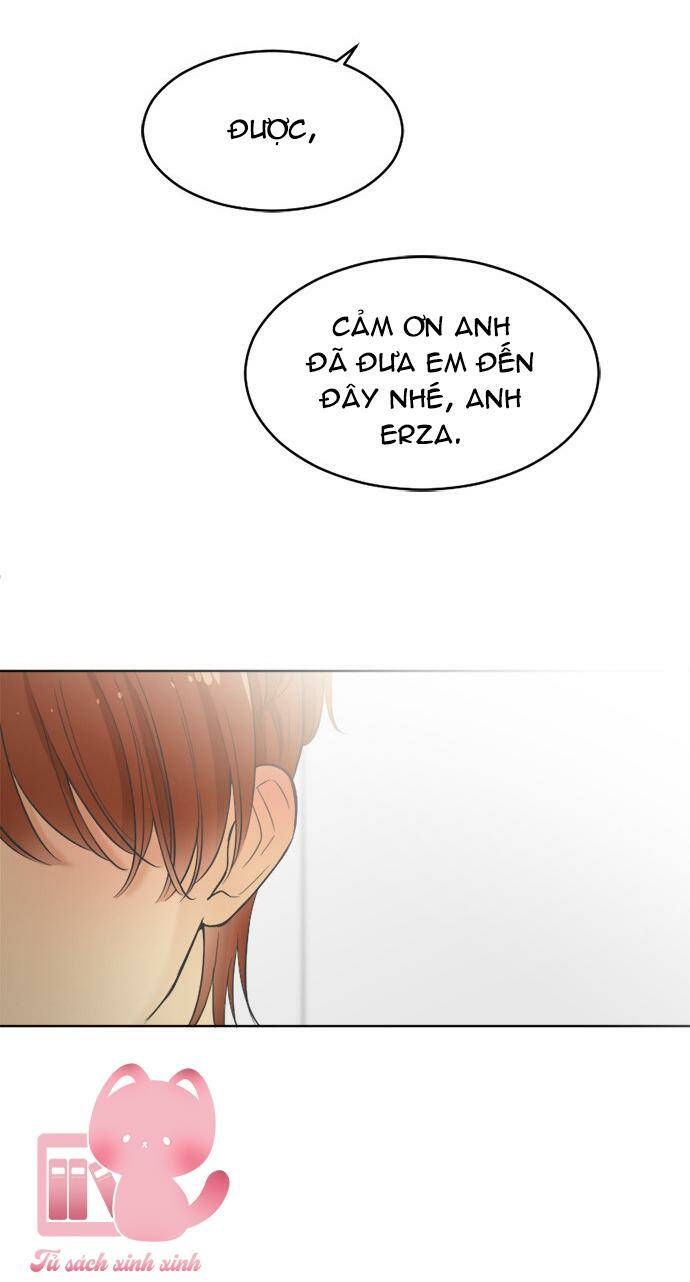 ĐƯỢC,
CẢM ƠN ANH
ĐÃ ĐƯA EM ĐẾN
ĐÂY NHÉ, ANH
ERZA.
Tủ sách xinh xinh